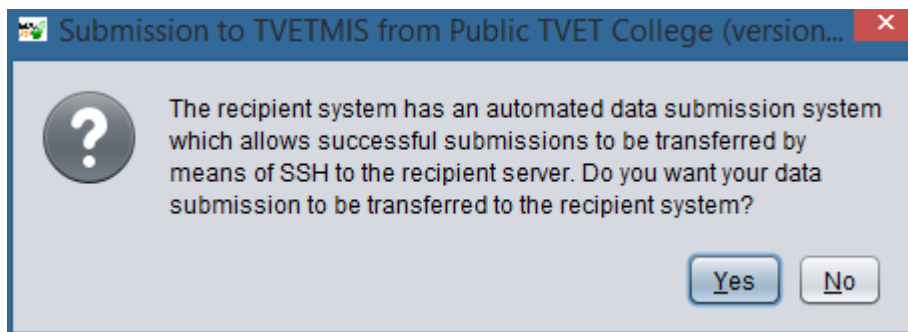 Submission to TVETMIS from Public TVET College (version...
The recipient system has an automated data submission system
which allows successful submissions to be transferred by
means of SSH to the recipient server. Do you want your data
submission to be transferred to the recipient system?
Yes No